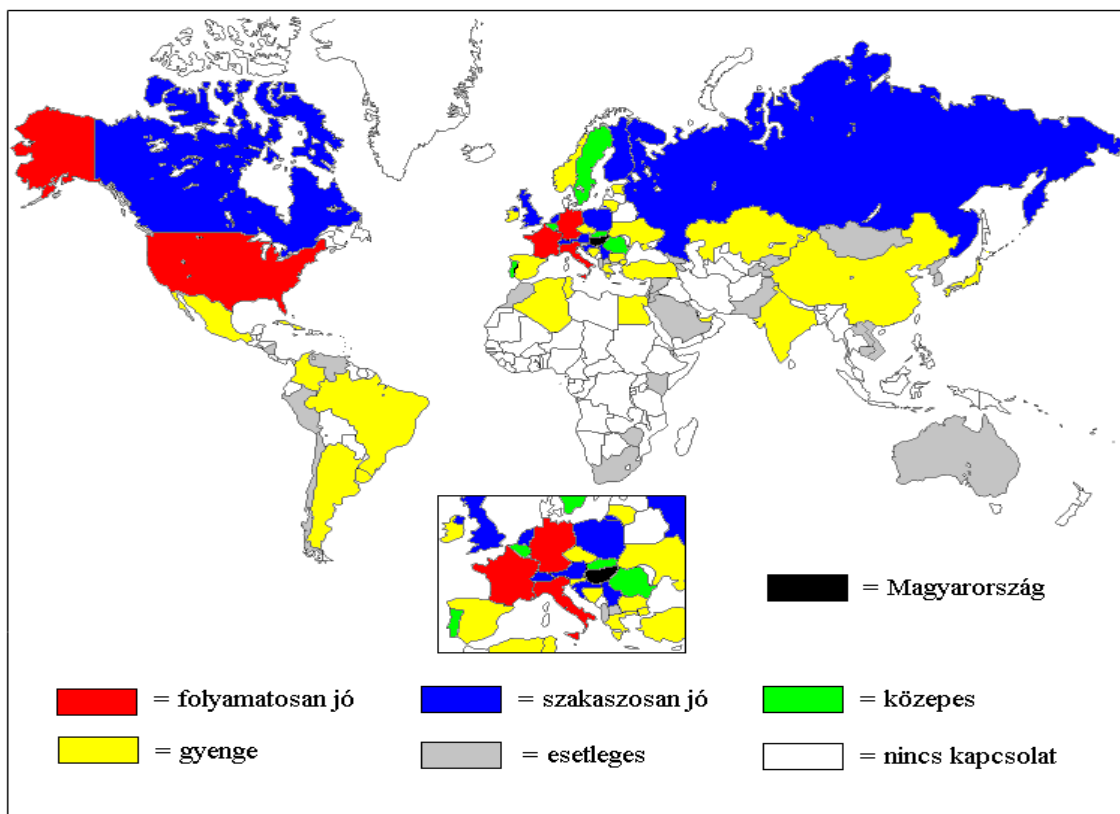 = Magyarország
= folyamatosan jó
= szakaszosan jó
= közepes
= gyenge
= esetleges
= nincs kapcsolat